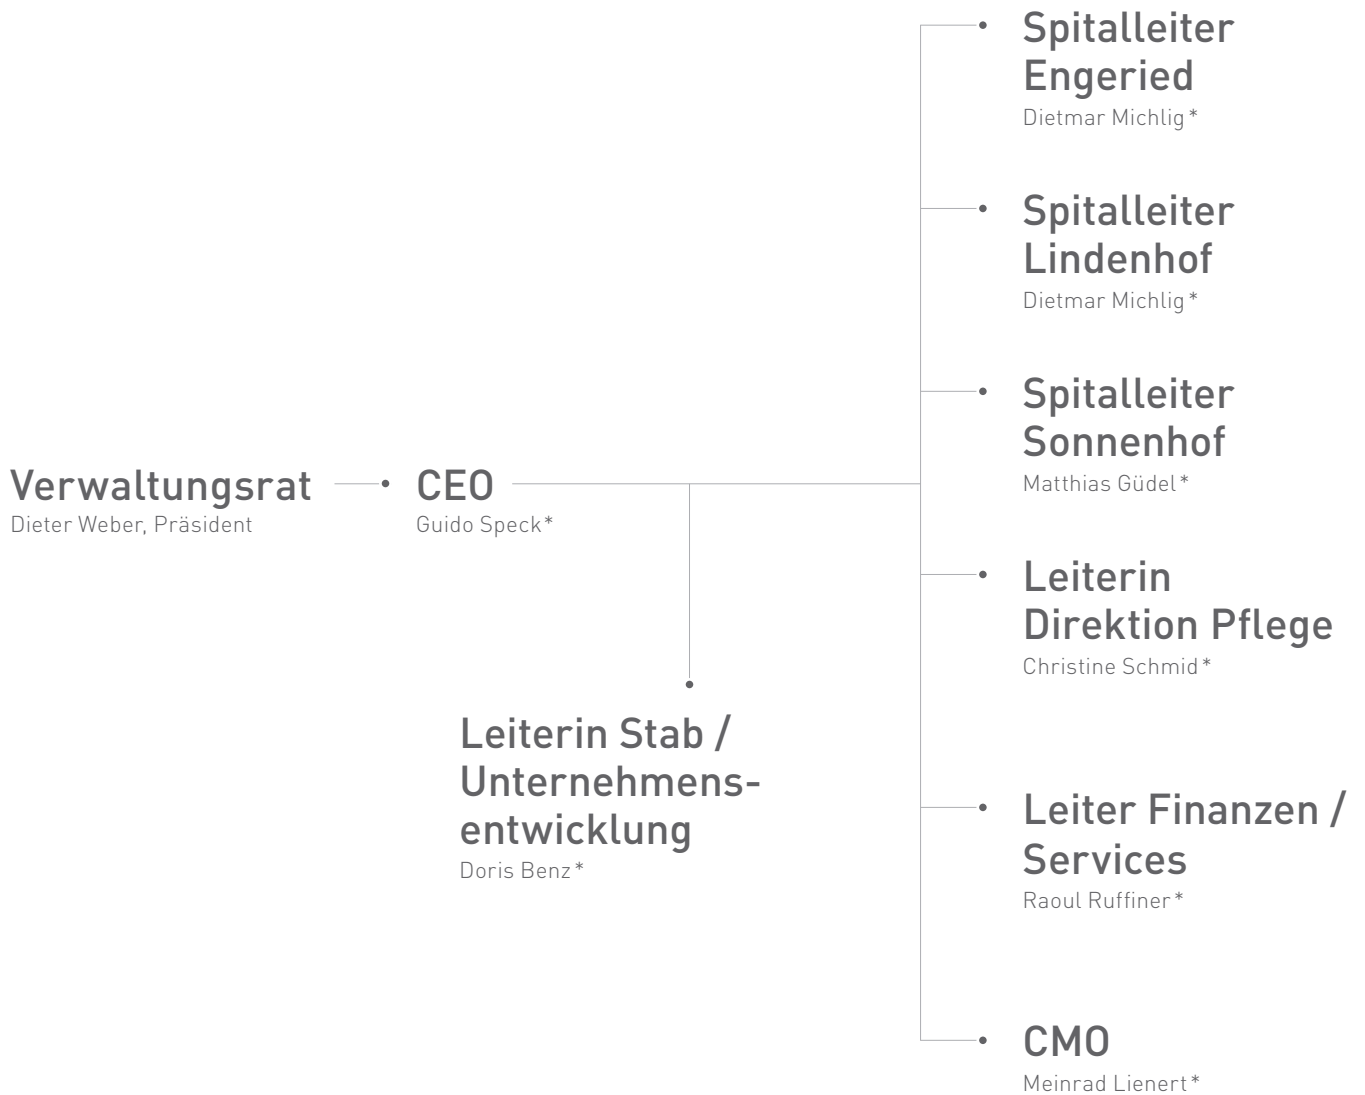 Spitalleiter
Engeried
Dietmar Michlig*
Spitalleiter
Lindenhof
Dietmar Michlig*
Spitalleiter
Sonnenhof
Matthias Güdel*
Verwaltungsrat
Dieter Weber, Präsident
CEO
Guido Speck*
Leiterin
Direktion Pflege
Christine Schmid*
Leiterin Stab /
Unternehmens-
entwicklung
Doris Benz*
Leiter Finanzen /
Services
Raoul Ruffiner*
CMO
Meinrad Lienert*